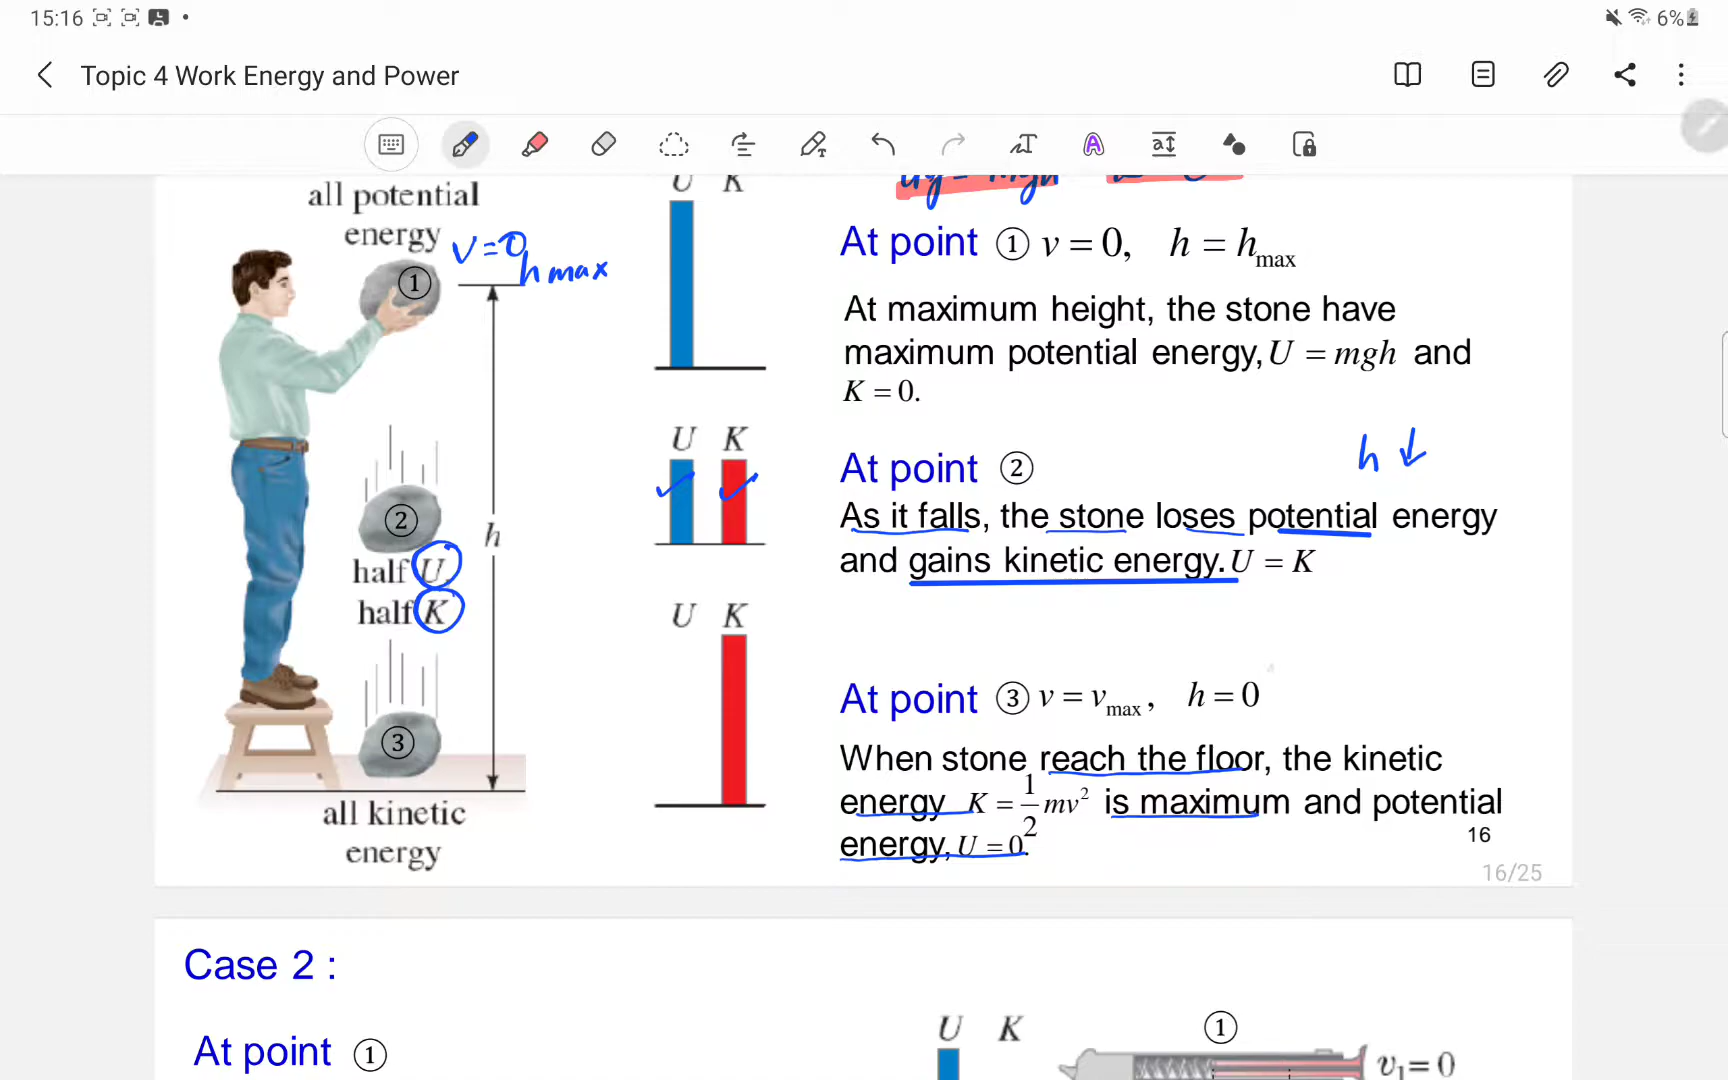 15:16
6%
Topic 4 Work Energy and Power
all potential
energy
v=0
h max
1
2
half U,
half K
3
h
all kinetic
energy
U K
U K
U K
At point ① v = 0, h = hmax
At maximum height, the stone have
maximum potential energy, U = mgh and
K = 0.
h ↓
At point ②
As it falls, the stone loses potential energy
and gains kinetic energy. U = K
At point ③ v = vmax, h = 0
When stone reach the floor, the kinetic
energy K = 1/2 mv² is maximum and potential
energy, U = 0.
16
16/25
Case 2 :
At point ①
U K
①
v₁= 0